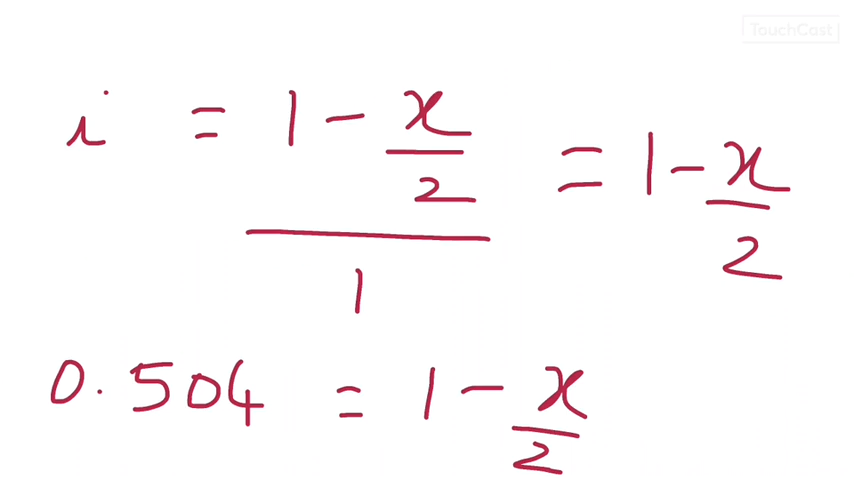 TouchCast
i = (1 - x/2)/1 = 1 - x/2
0.504 = 1 - x/2